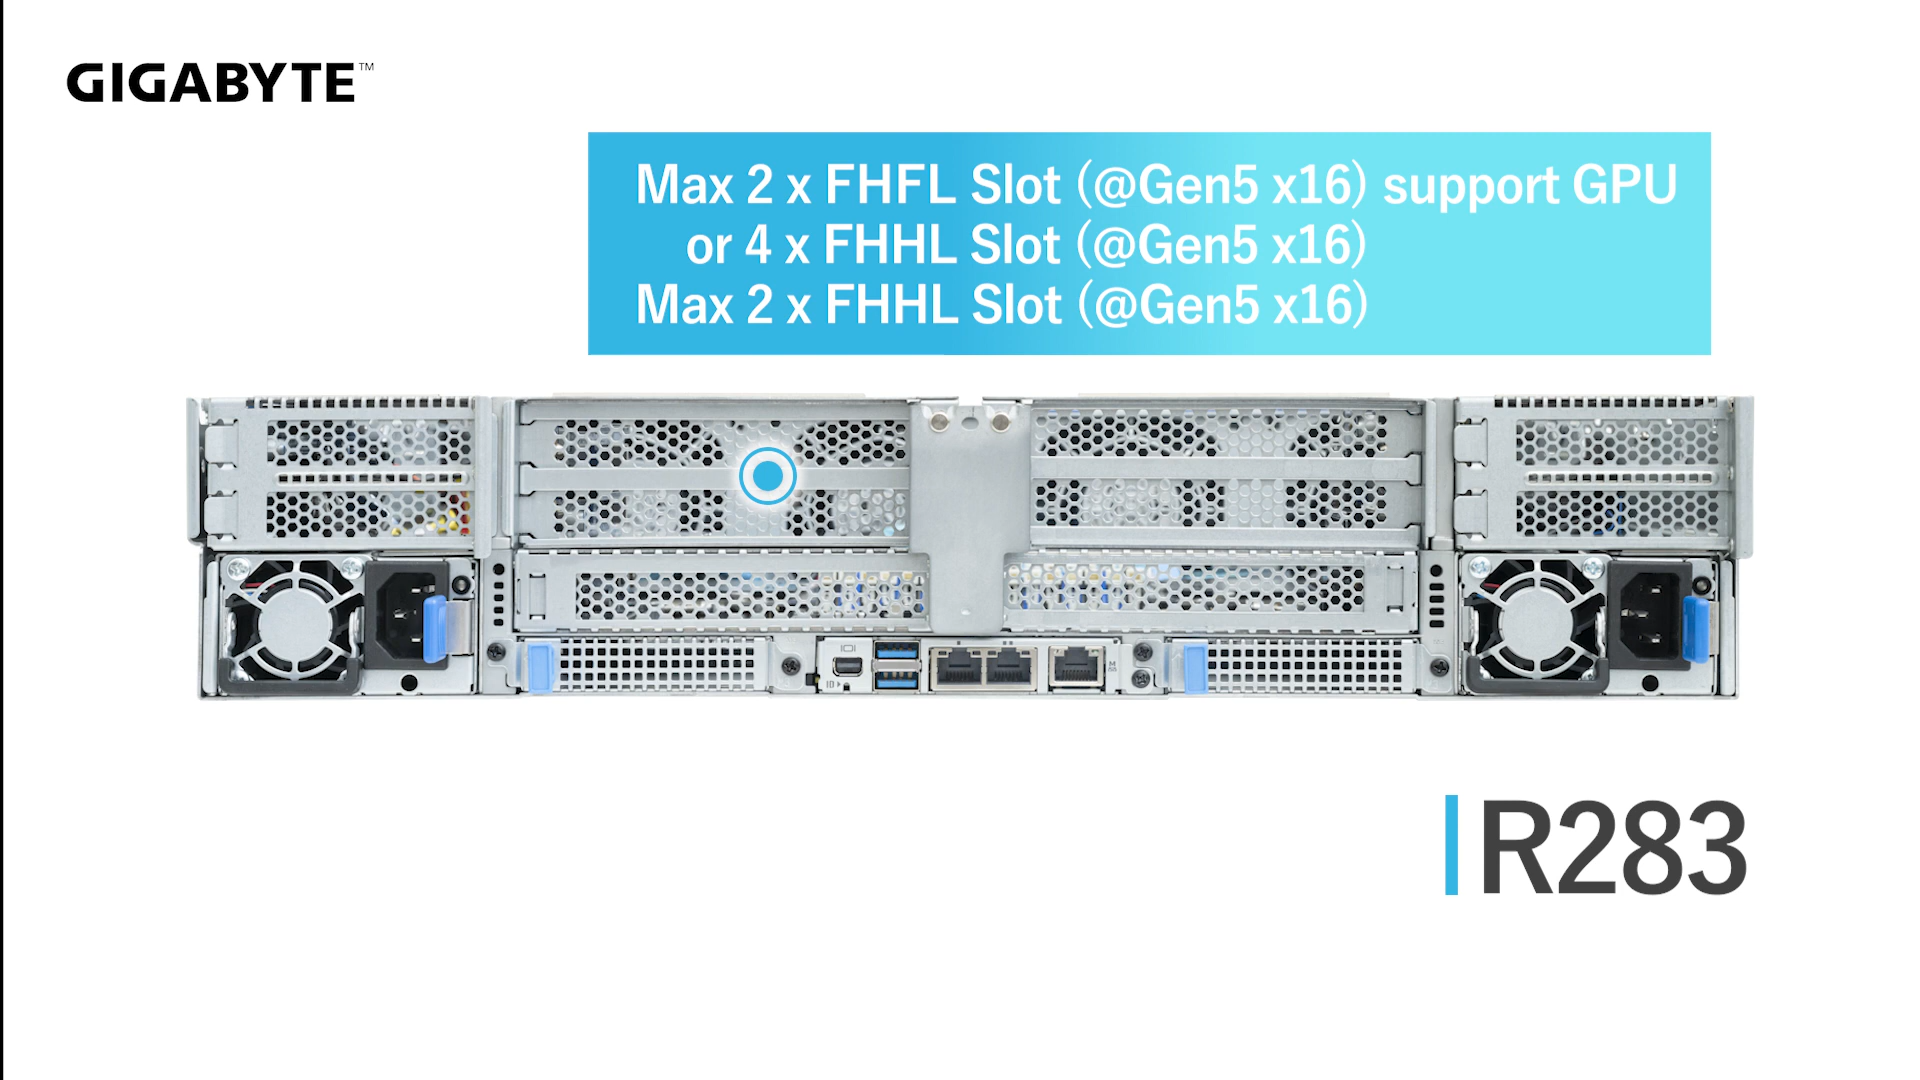 GIGABYTE™
Max 2 x FHFL Slot (@Gen5 x16) support GPU
or 4 x FHHL Slot (@Gen5 x16)
Max 2 x FHHL Slot (@Gen5 x16)
R283